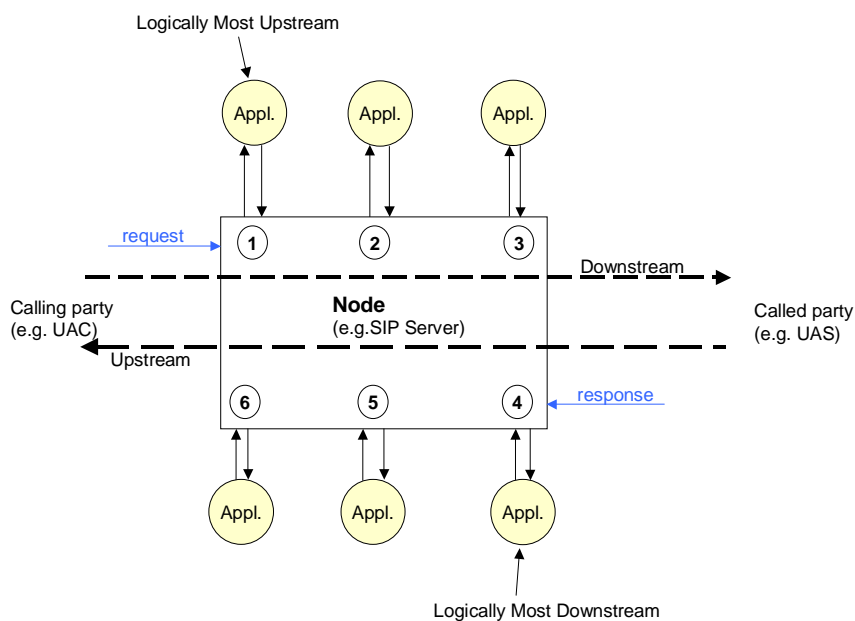 Logically Most Upstream
Appl.
Appl.
Appl.
request
1
2
3
Downstream
Calling party
(e.g. UAC)
Node
(e.g.SIP Server)
Called party
(e.g. UAS)
Upstream
6
5
4
response
Appl.
Appl.
Appl.
Logically Most Downstream